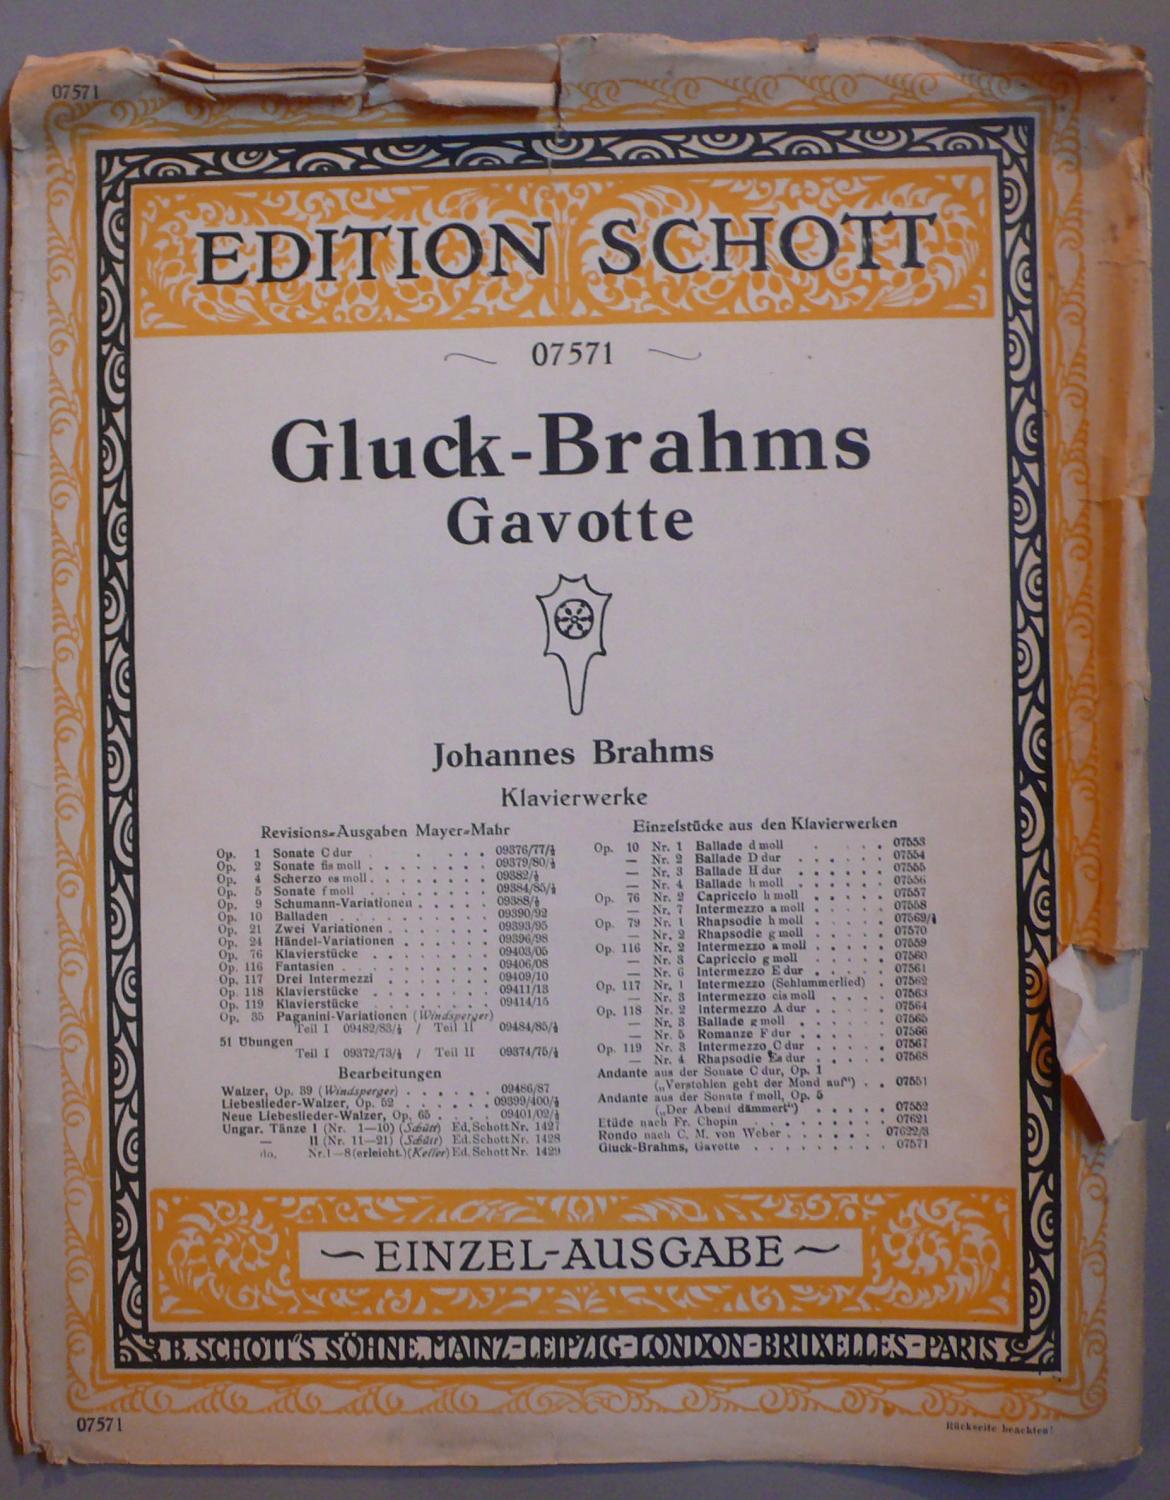 07571
EDITION SCHOTT
07571
Gluck-Brahms
Gavotte
Johannes Brahms
Klavierwerke
Revisions-Ausgaben Mayer-Mahr
Op. 1 Sonate C dur . . . . . 09376/77/½
Op. 2 Sonate fis moll . . . . . . . . 09379/80/½
Op. 4 Scherzo es moll . . . . . . . . 09382/½
Op. 5 Sonate f moll . . . . . . . . 09384/85/½
Op. 9 Schumann-Variationen . . . . . 09388/½
Op. 10 Balladen . . . . . . . . . 09390/92
Op. 21 Zwei Variationen . . . . . . . 09393/95
Op. 24 Händel-Variationen . . . . . . 09396/98
Op. 76 Klavierstücke . . . . . . . . 09403/05
Op. 116 Fantasien . . . . . . . . . 09406/08
Op. 117 Drei Intermezzi . . . . . . . 09409/10
Op. 118 Klavierstücke . . . . . . . . 09411/13
Op. 119 Klavierstücke . . . . . . . . 09414/15
Op. 35 Paganini-Variationen (Windsperger)
Teil I 09482/83/½ / Teil II 09484/85/½
51 Übungen
Teil I 09372/73/½ / Teil II 09374/75/½
Bearbeitungen
Walzer, Op. 39 (Windsperger) . . . . . 09486/87
Liebeslieder-Walzer, Op. 52 . . . . . . 09399/400/½
Neue Liebeslieder-Walzer, Op. 65 . . . . 09401/02/½
Ungar. Tänze I (Nr. 1—10) (Schütt) Ed. Schott Nr. 1427
— II (Nr. 11—21) (Schütt) Ed. Schott Nr. 1428
do. Nr. 1—8 (erleicht.) (Keller) Ed. Schott Nr. 1429
Einzelstücke aus den Klavierwerken
Op. 10 Nr. 1 Ballade d moll . . . . 07553
— Nr. 2 Ballade D dur . . . . . . 07554
— Nr. 3 Ballade H dur . . . . . . 07555
— Nr. 4 Ballade h moll . . . . . . 07556
Op. 76 Nr. 2 Capriccio h moll . . . . . 07557
— Nr. 7 Intermezzo a moll . . . . . 07558
Op. 79 Nr. 1 Rhapsodie h moll . . . . . 07569/½
— Nr. 2 Rhapsodie g moll . . . . . 07570
Op. 116 Nr. 2 Intermezzo a moll . . . . . 07559
— Nr. 3 Capriccio g moll . . . . . 07560
— Nr. 6 Intermezzo E dur . . . . . 07561
Op. 117 Nr. 1 Intermezzo (Schlummerlied) . 07562
— Nr. 3 Intermezzo cis moll . . . . 07563
Op. 118 Nr. 2 Intermezzo A dur . . . . . 07564
— Nr. 3 Ballade g moll . . . . . . 07565
— Nr. 5 Romanze F dur . . . . . . 07566
Op. 119 Nr. 3 Intermezzo C dur . . . . . 07567
— Nr. 4 Rhapsodie Es dur . . . . . 07568
Andante aus der Sonate C dur, Op. 1
(„Verstohlen geht der Mond auf“) . . 07551
Andante aus der Sonate f moll, Op. 5
(„Der Abend dämmert“) . . . . . 07552
Etüde nach Fr. Chopin . . . . . . . 07621
Rondo nach C. M. von Weber . . . . . . 07622/3
Gluck-Brahms, Gavotte . . . . . . . . 07571
EINZEL-AUSGABE
B. SCHOTT'S SÖHNE, MAINZ-LEIPZIG-LONDON-BRUXELLES-PARIS
07571
Rückseite beachten!